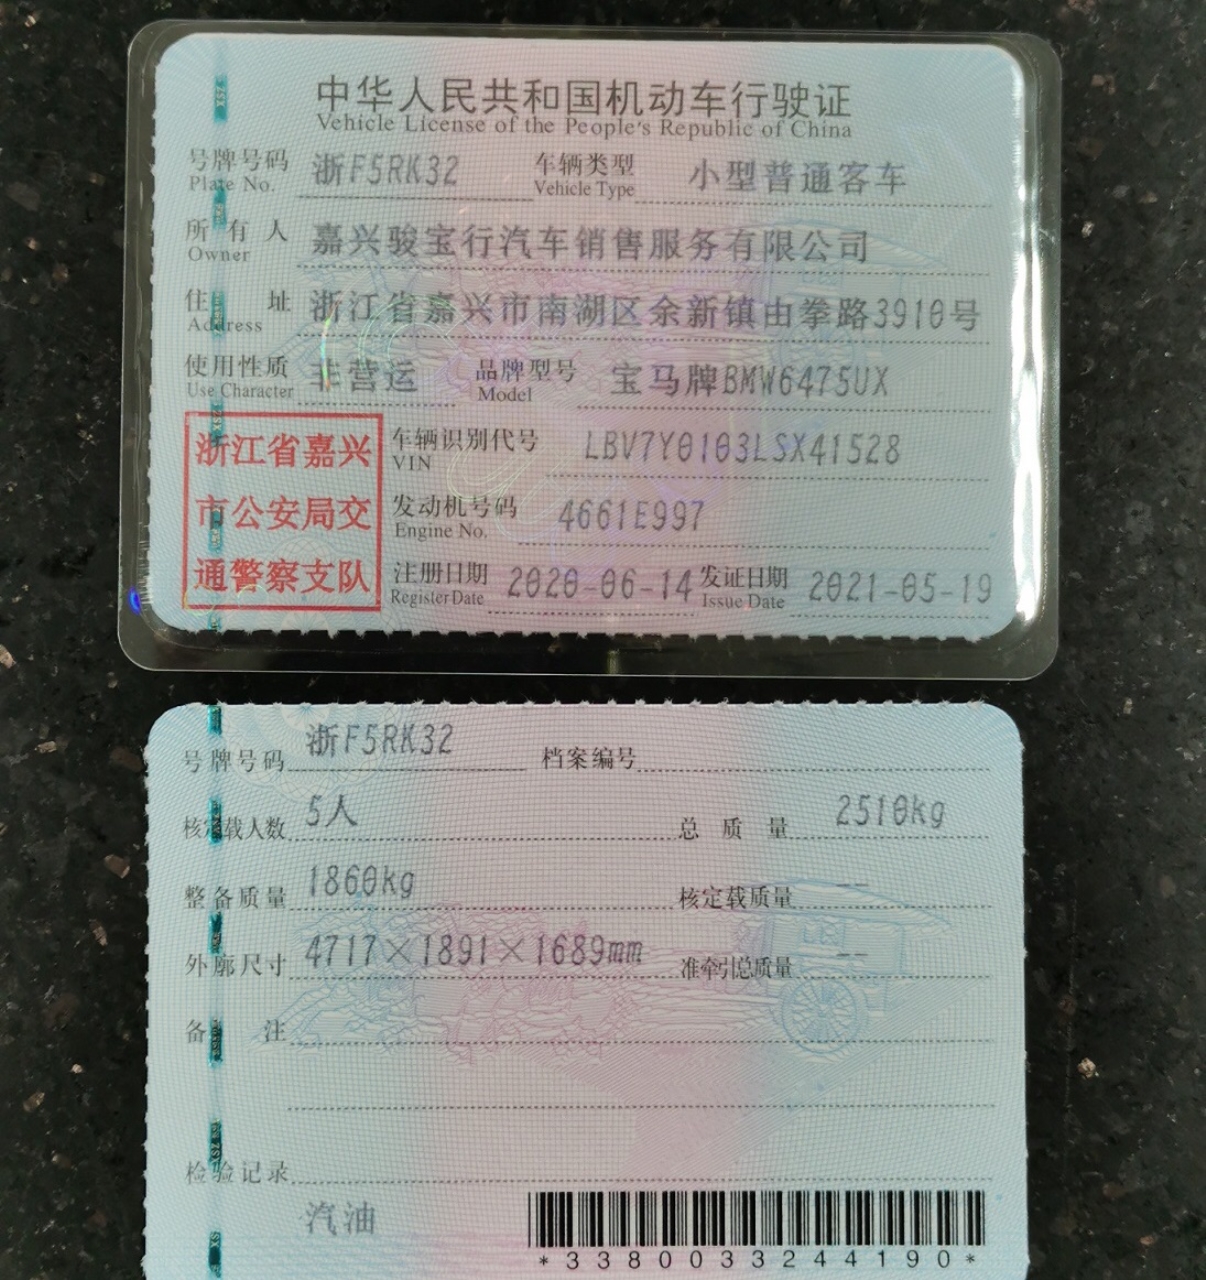 中华人民共和国机动车行驶证
Vehicle License of the People's Republic of China
号牌号码 浙F5RK32 车辆类型 小型普通客车
Plate No. Vehicle Type
所有人 嘉兴骏宝行汽车销售服务有限公司
Owner
住址 浙江省嘉兴市南湖区余新镇由拳路3910号
Address
使用性质 非营运 品牌型号 宝马牌BMW6475UX
Use Character Model
浙江省嘉兴
市公安局交
通警察支队
车辆识别代号 LBV7Y0103LSX41528
VIN
发动机号码 4661E997
Engine No.
注册日期 2020-06-14 发证日期 2021-05-19
Register Date Issue Date
号牌号码 浙F5RK32 档案编号
核定载人数 5人 总质量 2510kg
整备质量 1860kg 核定载质量 --
外廓尺寸 4717×1891×1689mm 准牵引总质量 --
备注
检验记录
汽油
*3380033244190*